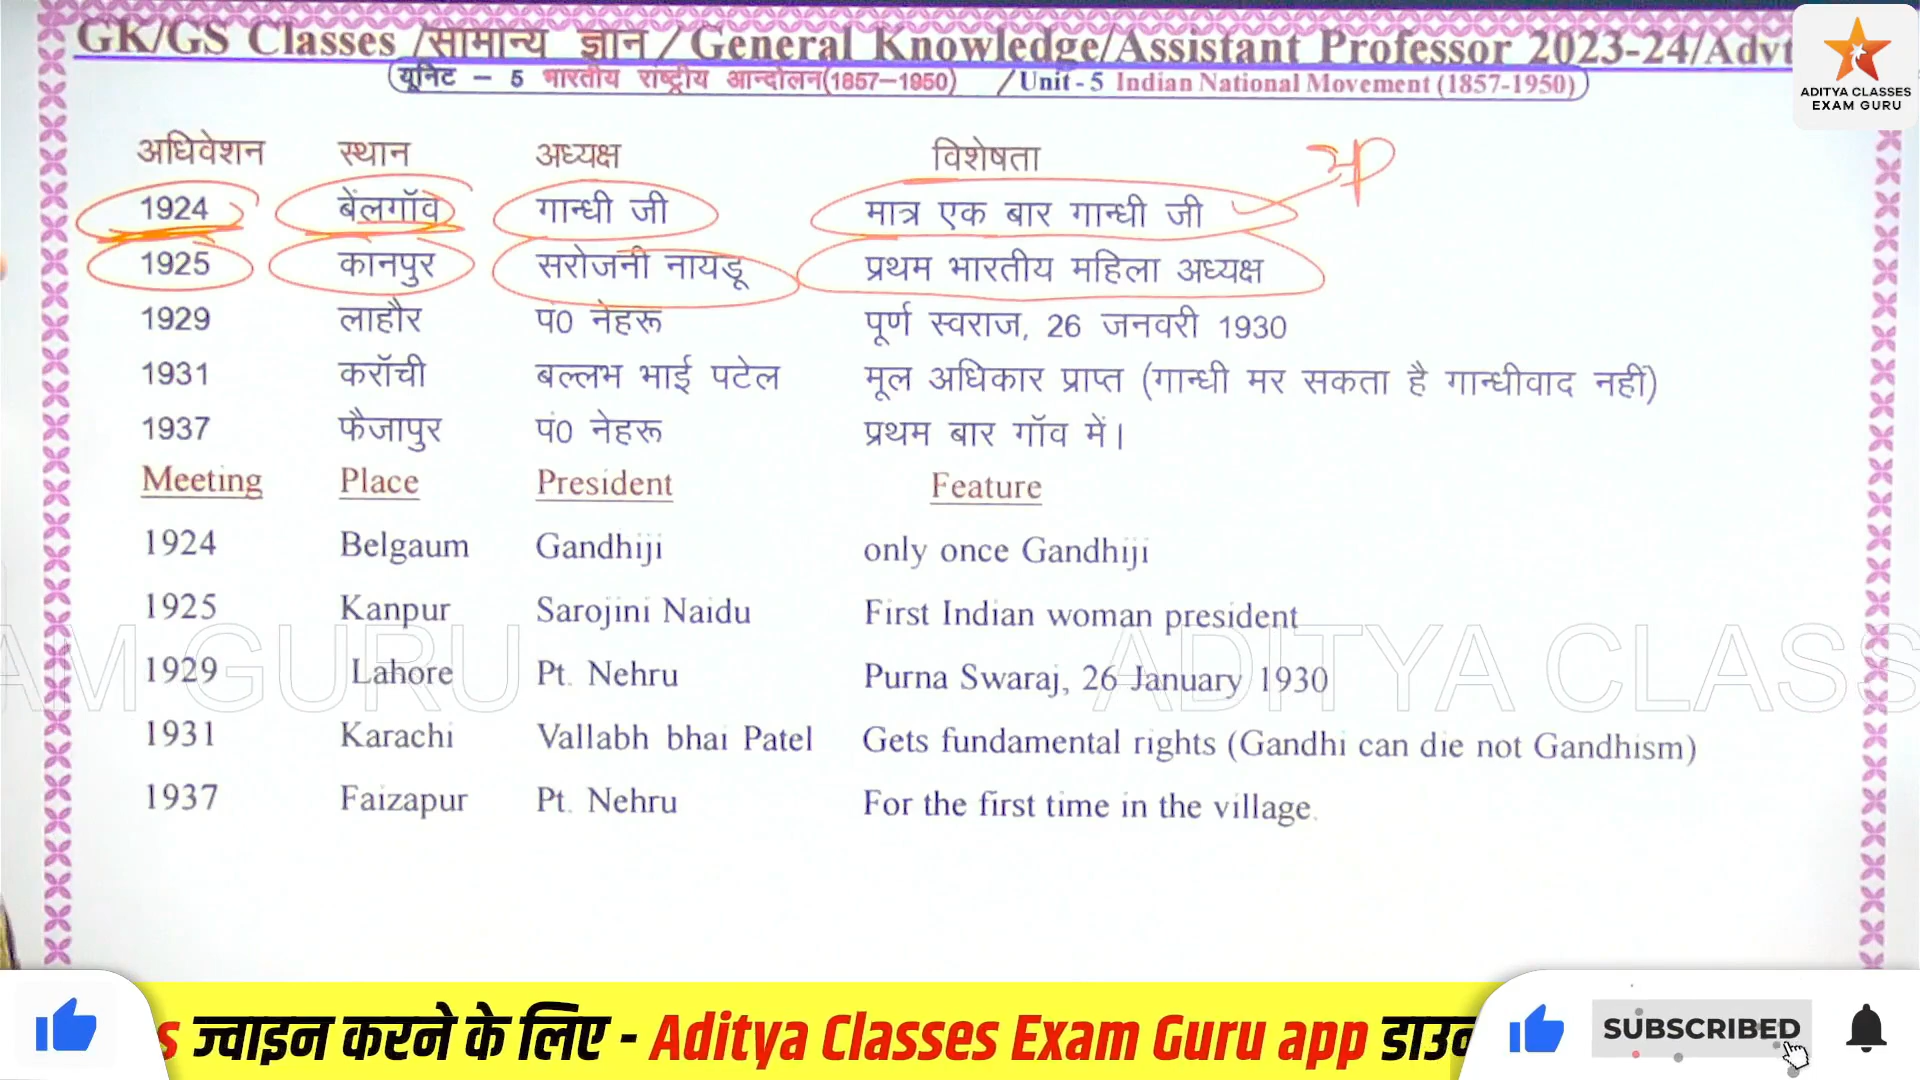 GK/GS Classes /सामान्य ज्ञान / General Knowledge/Assistant Professor 2023-24/Advt
यूनिट – 5 भारतीय राष्ट्रीय आन्दोलन(1857–1950) / Unit - 5 Indian National Movement (1857-1950)
ADITYA CLASSES
EXAM GURU
अधिवेशन स्थान अध्यक्ष विशेषता
1924 बेंलगॉव गान्धी जी मात्र एक बार गान्धी जी
1925 कानपुर सरोजनी नायडू प्रथम भारतीय महिला अध्यक्ष
1929 लाहौर पं0 नेहरू पूर्ण स्वराज, 26 जनवरी 1930
1931 करॉची बल्लभ भाई पटेल मूल अधिकार प्राप्त (गान्धी मर सकता है गान्धीवाद नहीं)
1937 फैजापुर पं0 नेहरू प्रथम बार गॉव में।
Meeting Place President Feature
1924 Belgaum Gandhiji only once Gandhiji
1925 Kanpur Sarojini Naidu First Indian woman president
1929 Lahore Pt. Nehru Purna Swaraj, 26 January 1930
1931 Karachi Vallabh bhai Patel Gets fundamental rights (Gandhi can die not Gandhism)
1937 Faizapur Pt. Nehru For the first time in the village.
AM GURU ADITYA CLASS
s ज्वाइन करने के लिए - Aditya Classes Exam Guru app डाउ
SUBSCRIBED